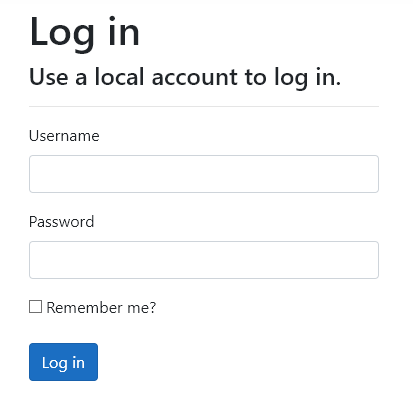 Log in
Use a local account to log in.
Username
Password
Remember me?
Log in